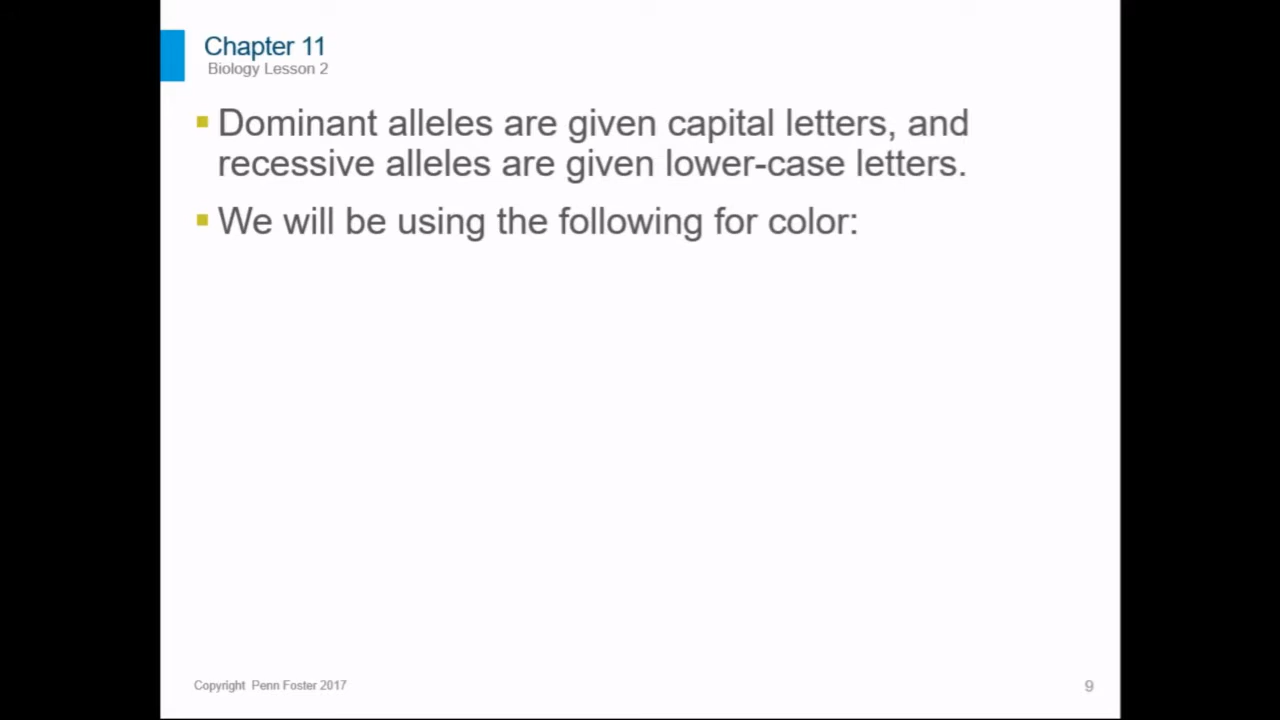 Chapter 11
Biology Lesson 2
Dominant alleles are given capital letters, and
recessive alleles are given lower-case letters.
We will be using the following for color:
Copyright Penn Foster 2017
9